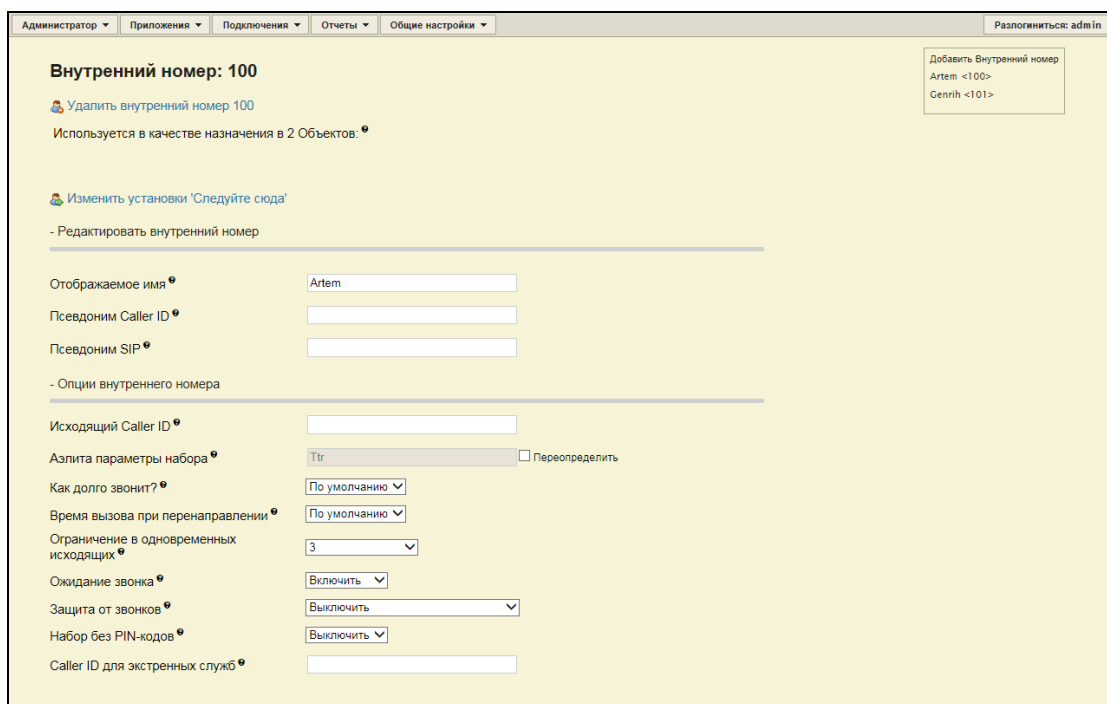 Администратор Приложения Подключения Отчеты Общие настройки Разлогиниться: admin
Внутренний номер: 100
Добавить Внутренний номер
Artem <100>
Genrih <101>
Удалить внутренний номер 100
Используется в качестве назначения в 2 Объектов:
Изменить установки 'Следуйте сюда'
- Редактировать внутренний номер
Отображаемое имя Artem
Псевдоним Caller ID
Псевдоним SIP
- Опции внутреннего номера
Исходящий Caller ID
Аэлита параметры набора Ttr Переопределить
Как долго звонит? По умолчанию
Время вызова при перенаправлении По умолчанию
Ограничение в одновременных
исходящих 3
Ожидание звонка Включить
Защита от звонков Выключить
Набор без PIN-кодов Выключить
Caller ID для экстренных служб